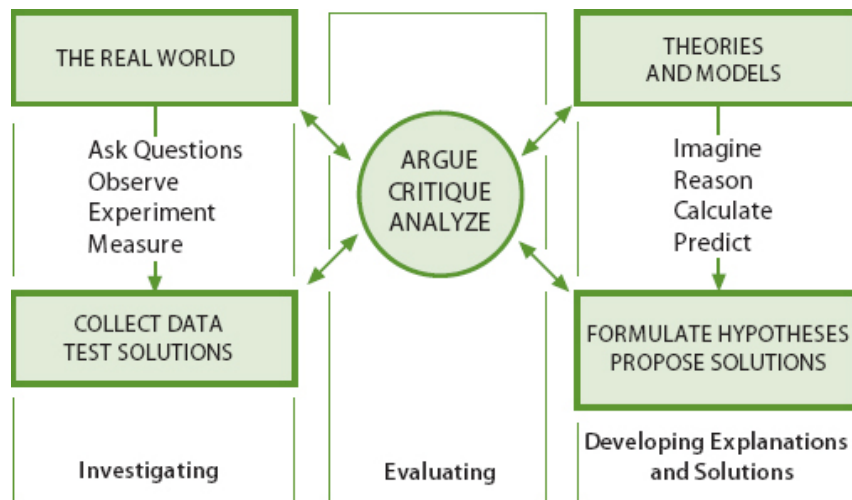 THE REAL WORLD
Ask Questions
Observe
Experiment
Measure
COLLECT DATA
TEST SOLUTIONS
Investigating
ARGUE
CRITIQUE
ANALYZE
Evaluating
THEORIES
AND MODELS
Imagine
Reason
Calculate
Predict
FORMULATE HYPOTHESES
PROPOSE SOLUTIONS
Developing Explanations
and Solutions